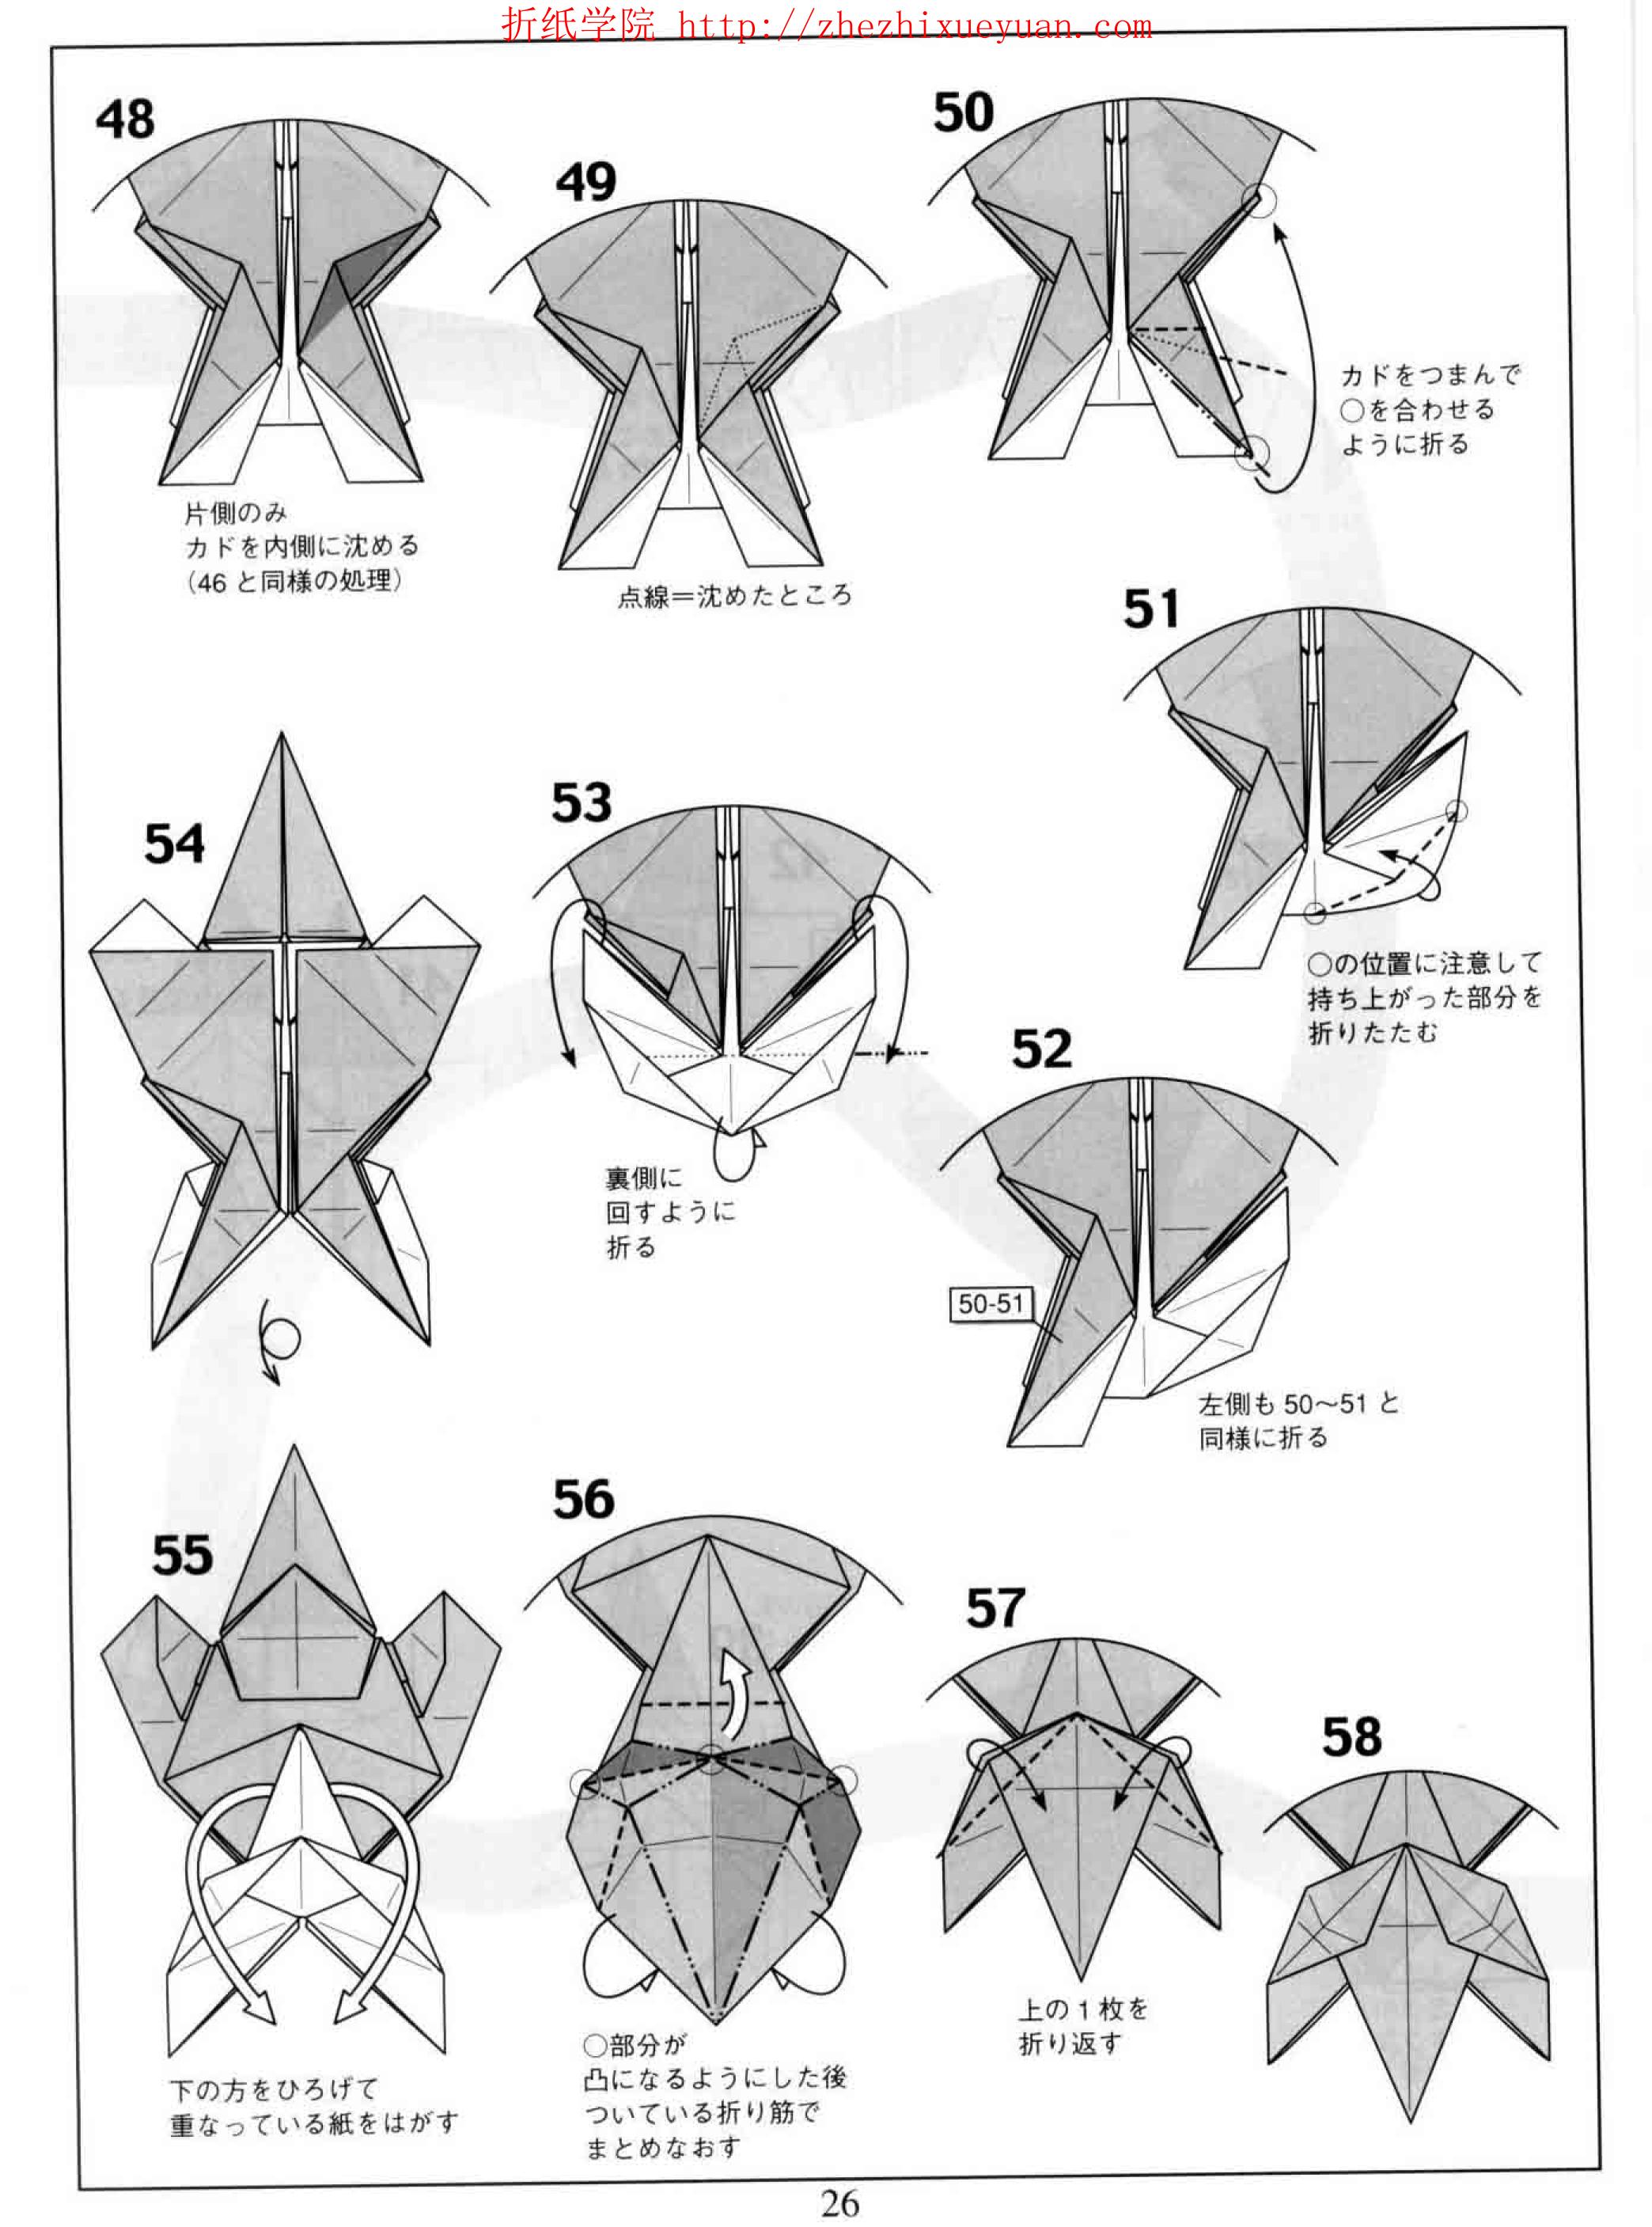 折纸学院 http://zhezhixueyuan.com
48
片側のみ
カドを内側に沈める
（46 と同様の処理）
49
点線＝沈めたところ
50
カドをつまんで
○を合わせる
ように折る
51
○の位置に注意して
持ち上がった部分を
折りたたむ
52
50-51
左側も 50〜51 と
同様に折る
53
裏側に
回すように
折る
54
55
下の方をひろげて
重なっている紙をはがす
56
○部分が
凸になるようにした後
ついている折り筋で
まとめなおす
57
上の 1 枚を
折り返す
58
26